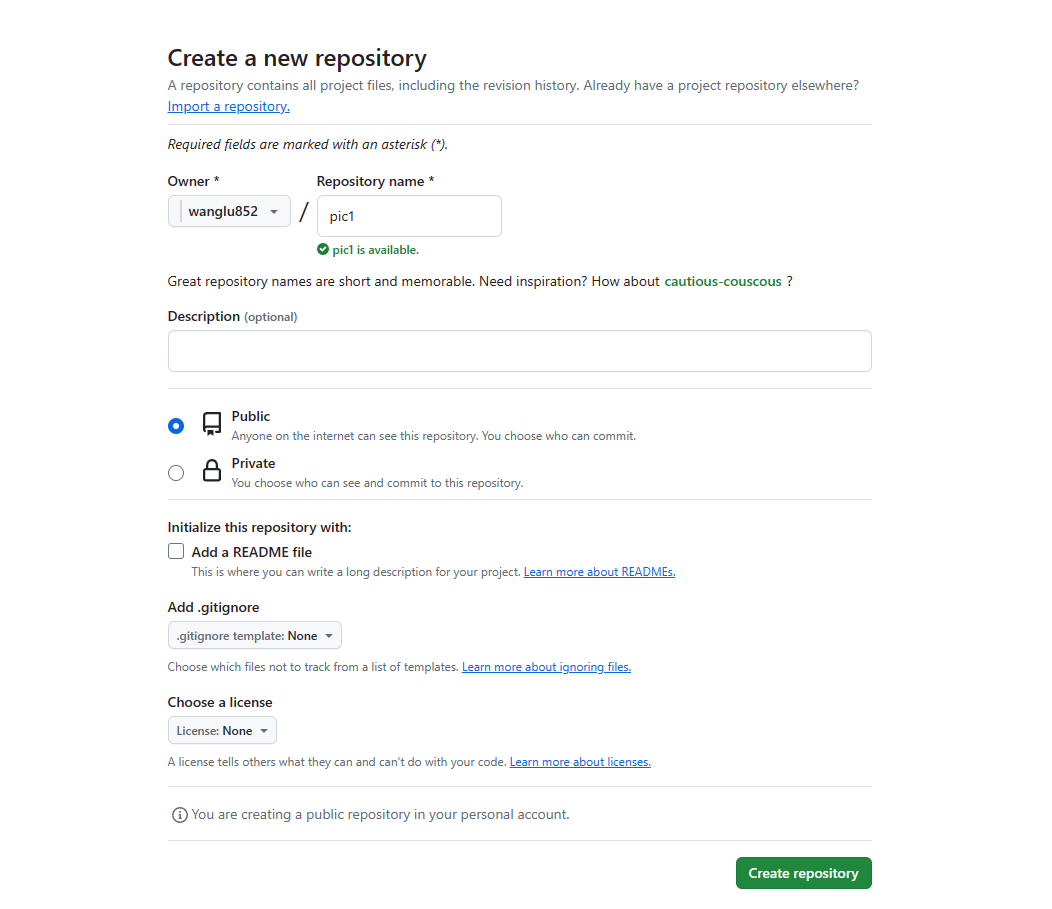 Create a new repository
A repository contains all project files, including the revision history. Already have a project repository elsewhere?
Import a repository.
Required fields are marked with an asterisk (*).
Owner *
Repository name *
wanglu852
/
pic1
pic1 is available.
Great repository names are short and memorable. Need inspiration? How about cautious-couscous ?
Description (optional)
Public
Anyone on the internet can see this repository. You choose who can commit.
Private
You choose who can see and commit to this repository.
Initialize this repository with:
Add a README file
This is where you can write a long description for your project. Learn more about READMEs.
Add .gitignore
.gitignore template: None
Choose which files not to track from a list of templates. Learn more about ignoring files.
Choose a license
License: None
A license tells others what they can and can't do with your code. Learn more about licenses.
You are creating a public repository in your personal account.
Create repository